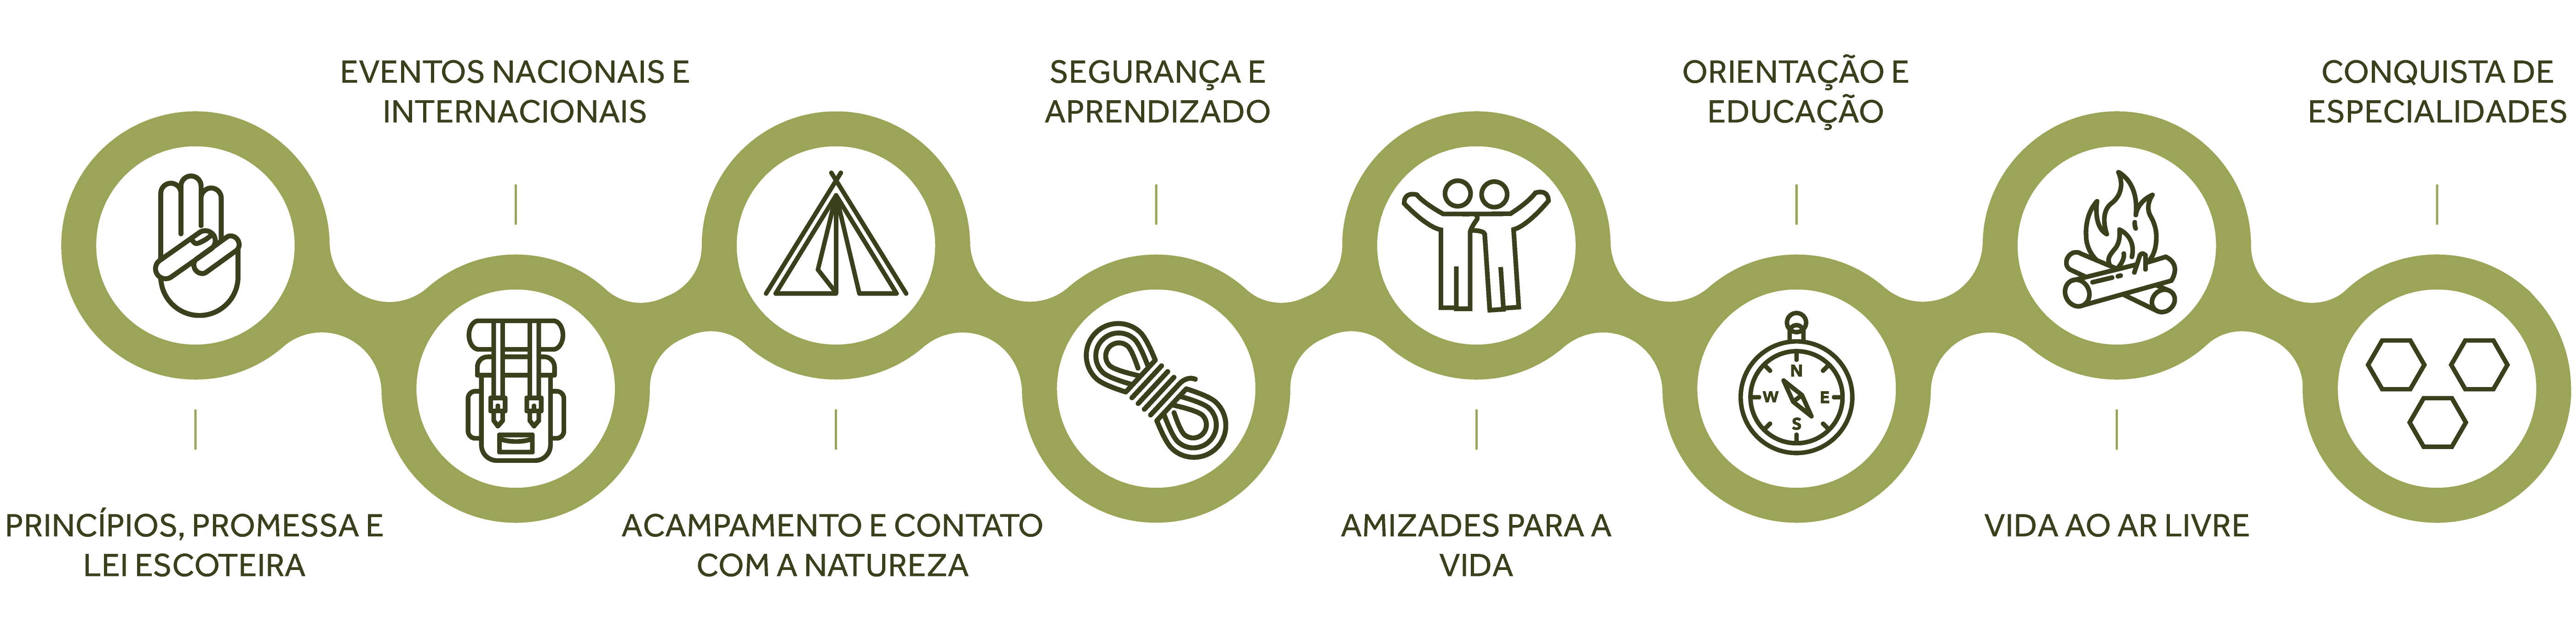 EVENTOS NACIONAIS E
INTERNACIONAIS
SEGURANÇA E
APRENDIZADO
ORIENTAÇÃO E
EDUCAÇÃO
CONQUISTA DE
ESPECIALIDADES
N
W
E
S
PRINCÍPIOS, PROMESSA E
LEI ESCOTEIRA
ACAMPAMENTO E CONTATO
COM A NATUREZA
AMIZADES PARA A
VIDA
VIDA AO AR LIVRE